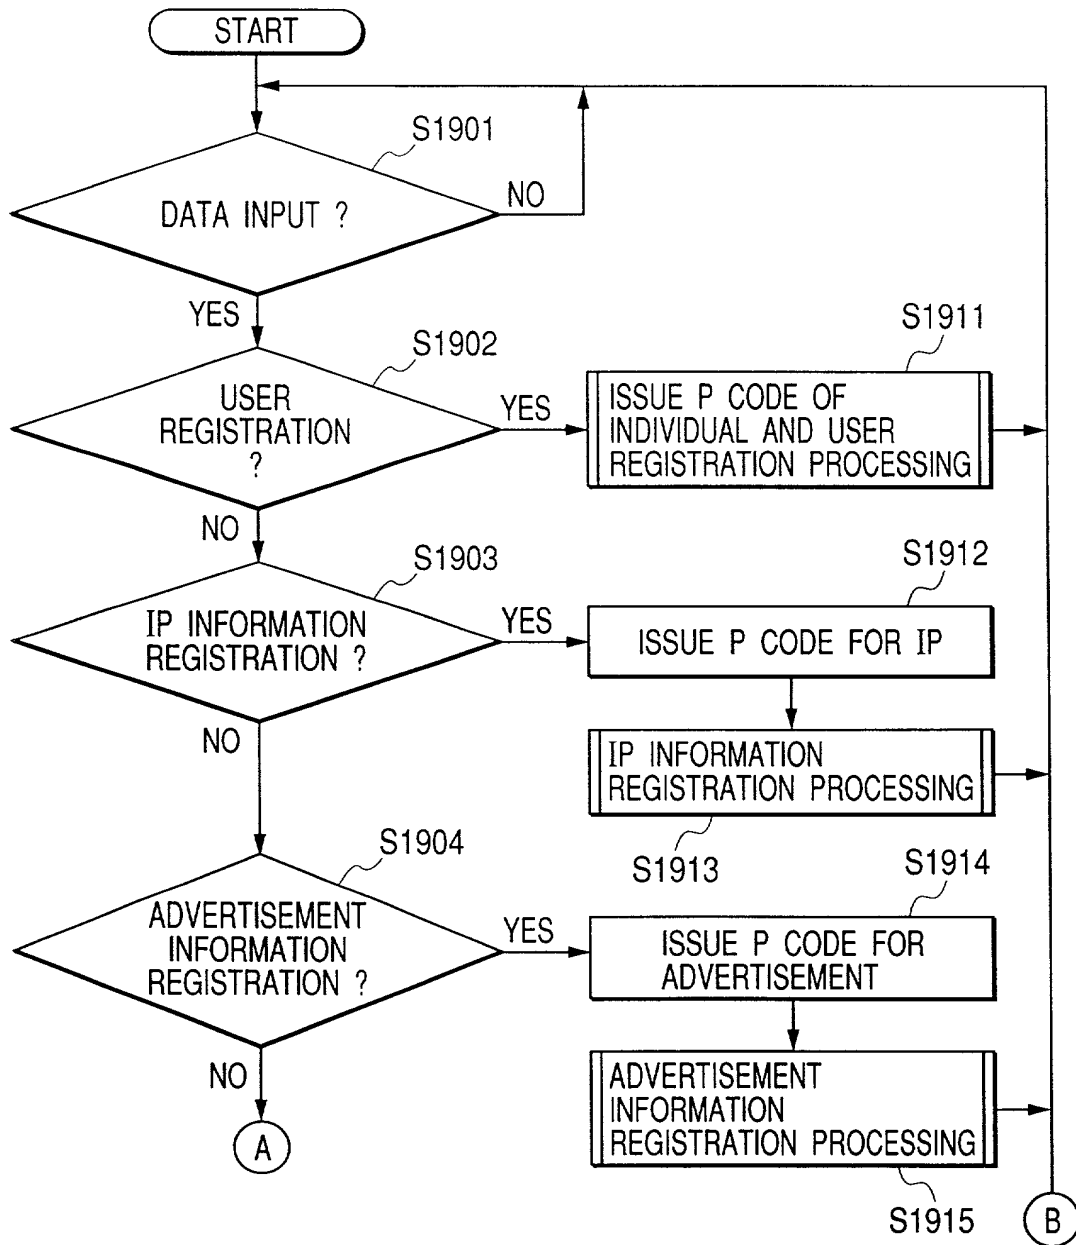 START
S1901
DATA INPUT ?
NO
YES
S1902
USER
REGISTRATION
?
YES
S1911
ISSUE P CODE OF
INDIVIDUAL AND USER
REGISTRATION PROCESSING
NO
S1903
IP INFORMATION
REGISTRATION ?
YES
S1912
ISSUE P CODE FOR IP
IP INFORMATION
REGISTRATION PROCESSING
S1913
NO
S1904
ADVERTISEMENT
INFORMATION
REGISTRATION ?
YES
S1914
ISSUE P CODE FOR
ADVERTISEMENT
ADVERTISEMENT
INFORMATION
REGISTRATION PROCESSING
S1915
NO
A
B